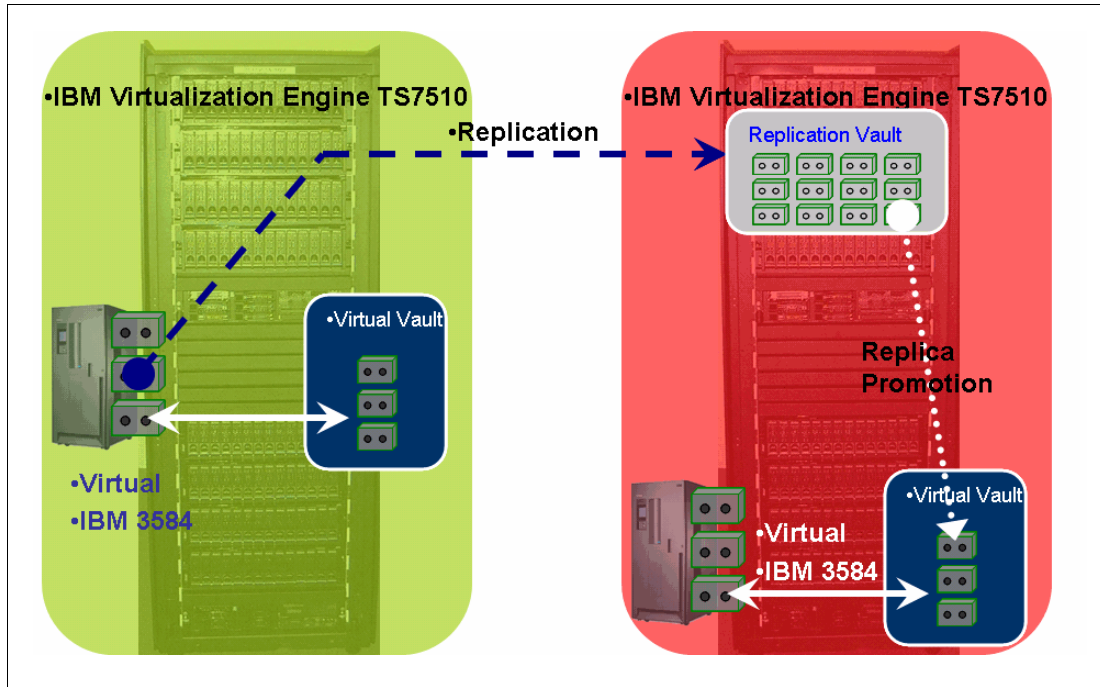 •IBM Virtualization Engine TS7510
•Replication
•Virtual Vault
•Virtual
•IBM 3584
•IBM Virtualization Engine TS7510
Replication Vault
Replica
Promotion
•Virtual Vault
•Virtual
•IBM 3584